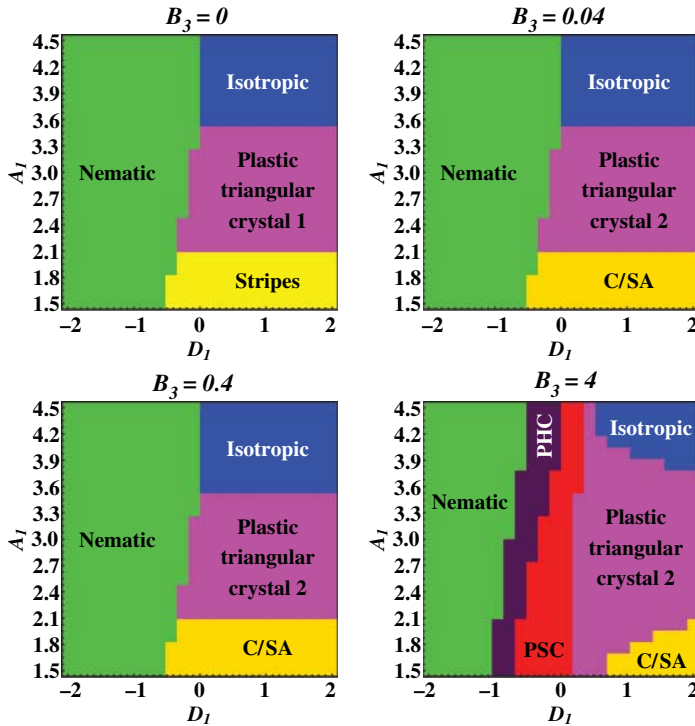 B3 = 0
4.5
4.2
3.9
3.6
3.3
3.0
2.7
2.4
2.1
1.8
1.5
A1
Isotropic
Nematic
Plastic
triangular
crystal 1
Stripes
−2 −1 0 1 2
D1
B3 = 0.04
4.5
4.2
3.9
3.6
3.3
3.0
2.7
2.4
2.1
1.8
1.5
A1
Isotropic
Nematic
Plastic
triangular
crystal 2
C/SA
−2 −1 0 1 2
D1
B3 = 0.4
4.5
4.2
3.9
3.6
3.3
3.0
2.7
2.4
2.1
1.8
1.5
A1
Isotropic
Nematic
Plastic
triangular
crystal 2
C/SA
−2 −1 0 1 2
D1
B3 = 4
4.5
4.2
3.9
3.6
3.3
3.0
2.7
2.4
2.1
1.8
1.5
A1
PHC
Isotropic
Nematic
Plastic
triangular
crystal 2
PSC
C/SA
−2 −1 0 1 2
D1